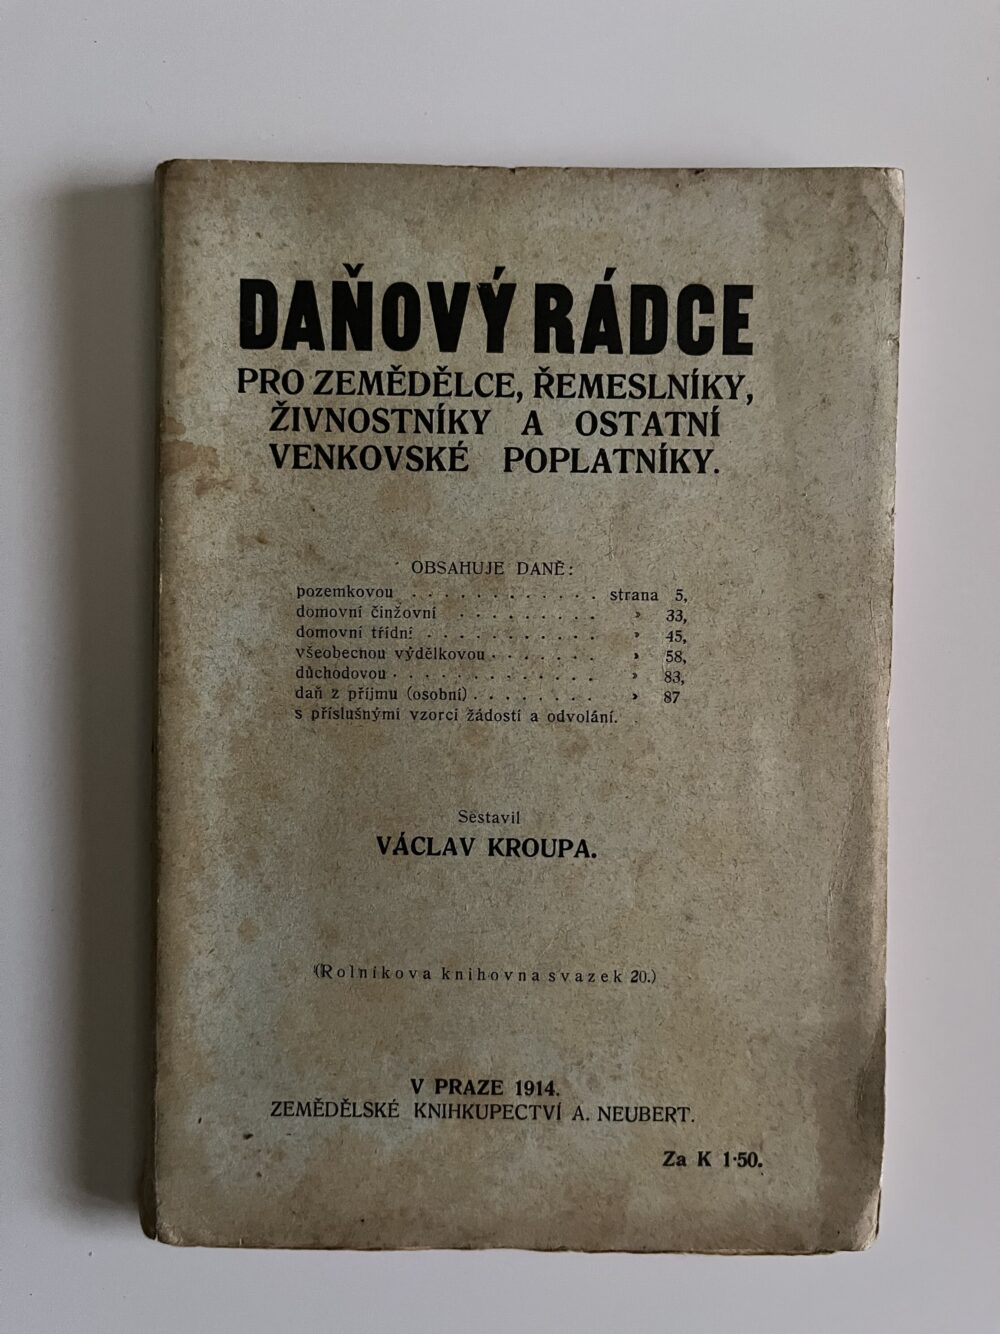 DAŇOVÝ RÁDCE
PRO ZEMĚDĚLCE, ŘEMESLNÍKY,
ŽIVNOSTNÍKY A OSTATNÍ
VENKOVSKÉ POPLATNÍKY.
OBSAHUJE DANĚ:
pozemkovou . . . . . . . . . . . . strana 5,
domovní činžovní . . . . . . . . . » 33,
domovní třídní . . . . . . . . . . . » 45,
všeobecnou výdělkovou . . . . . . . » 58,
důchodovou . . . . . . . . . . . . . » 83,
daň z příjmu (osobní) . . . . . . . . » 87
s příslušnými vzorci žádostí a odvolání.
Sestavil
VÁCLAV KROUPA.
(Rolníkova knihovna svazek 20.)
V PRAZE 1914.
ZEMĚDĚLSKÉ KNIHKUPECTVÍ A. NEUBERT.
Za K 1·50.